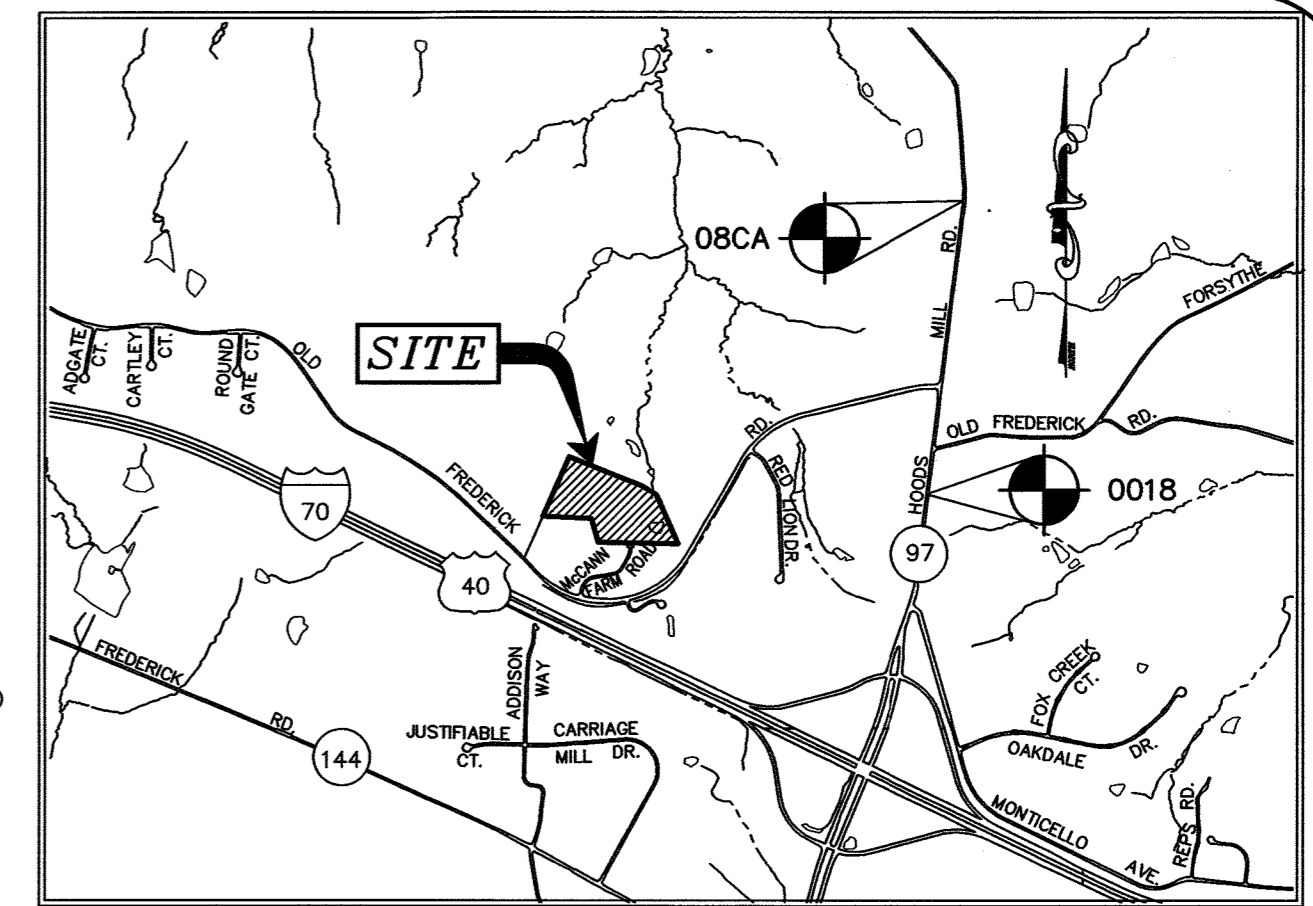 08CA
RD.
MILL
FORSYTHE
ADGATE
CT.
CARTLEY
CT.
ROUND
GATE CT.
OLD
SITE
RD.
OLD FREDERICK RD.
FREDERICK
RED
LION DR.
HOODS
0018
70
97
McCANN
FARM ROAD
40
FREDERICK
RD.
144
ADDISON
WAY
JUSTIFIABLE
CT.
CARRIAGE
MILL DR.
FOX CREEK
CT.
OAKDALE DR.
MONTICELLO
AVE.
REPS RD.